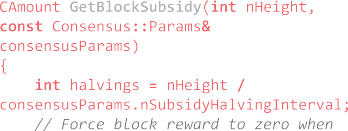 CAmount GetBlockSubsidy(int nHeight,
const Consensus::Params&
consensusParams)
{
    int halvings = nHeight /
consensusParams.nSubsidyHalvingInterval;
    // Force block reward to zero when